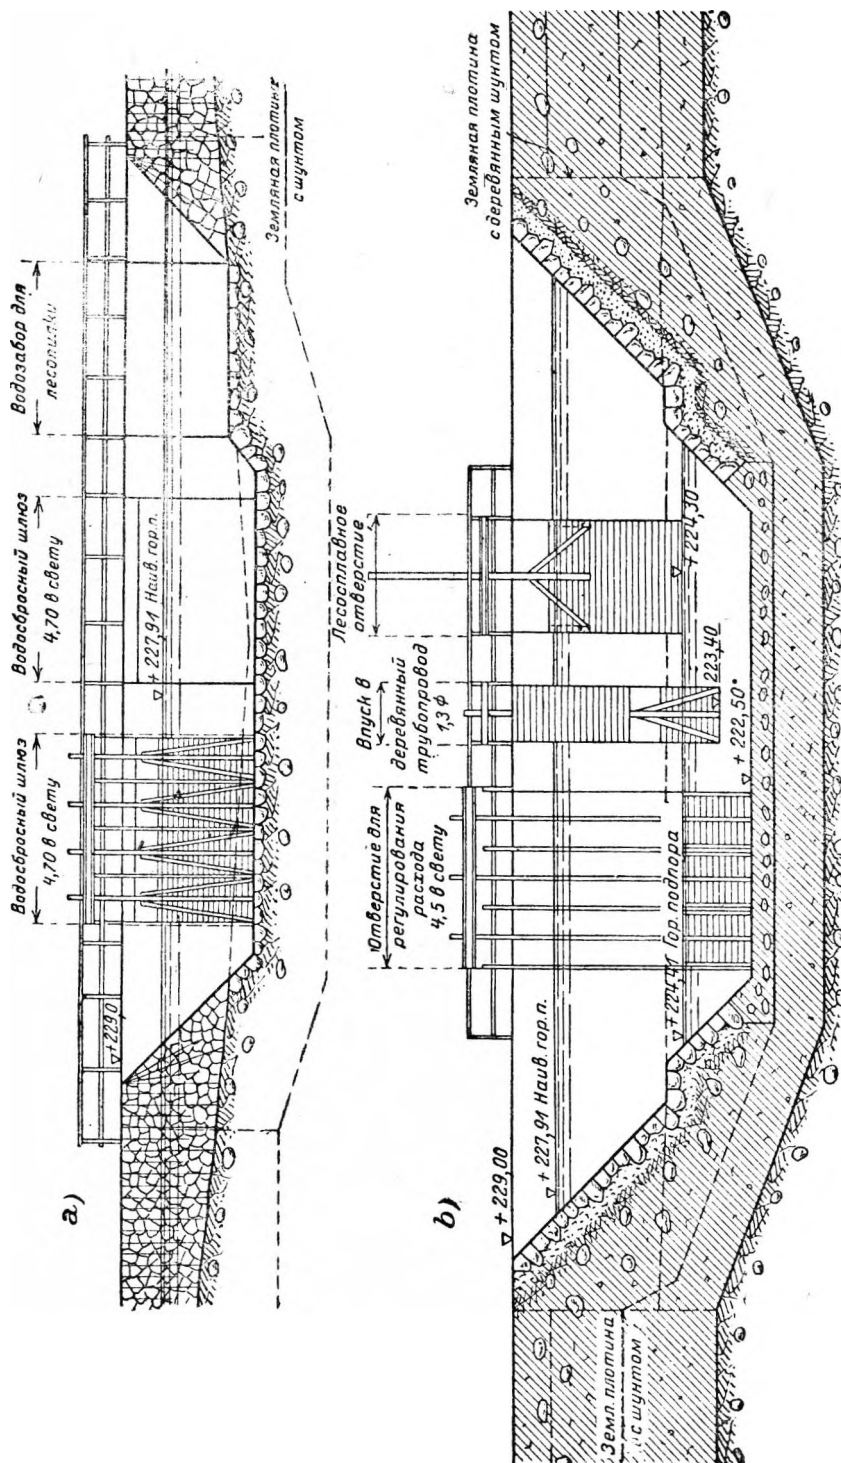 a)
+ 229,0
Водосбросный шлюз
4,70 в свету
Водосбросный шлюз
4,70 в свету
+ 227,91 Наив. гор. п.
Водозабор для
лесопилки
Земляная плотина
с шунтом
b)
+ 229,00
+ 227,91 Наив. гор. п.
+ 224,41 Гор. подпора
Отверстие для
регулирования
расхода
4,5 в свету
Впуск в
деревянный
трубопровод
1,3 Ф
Лесосплавное
отверстие
+ 222,50
223,40
+ 224,30
Земляная плотина
с деревянным шунтом
Земл. плотина
с шунтом